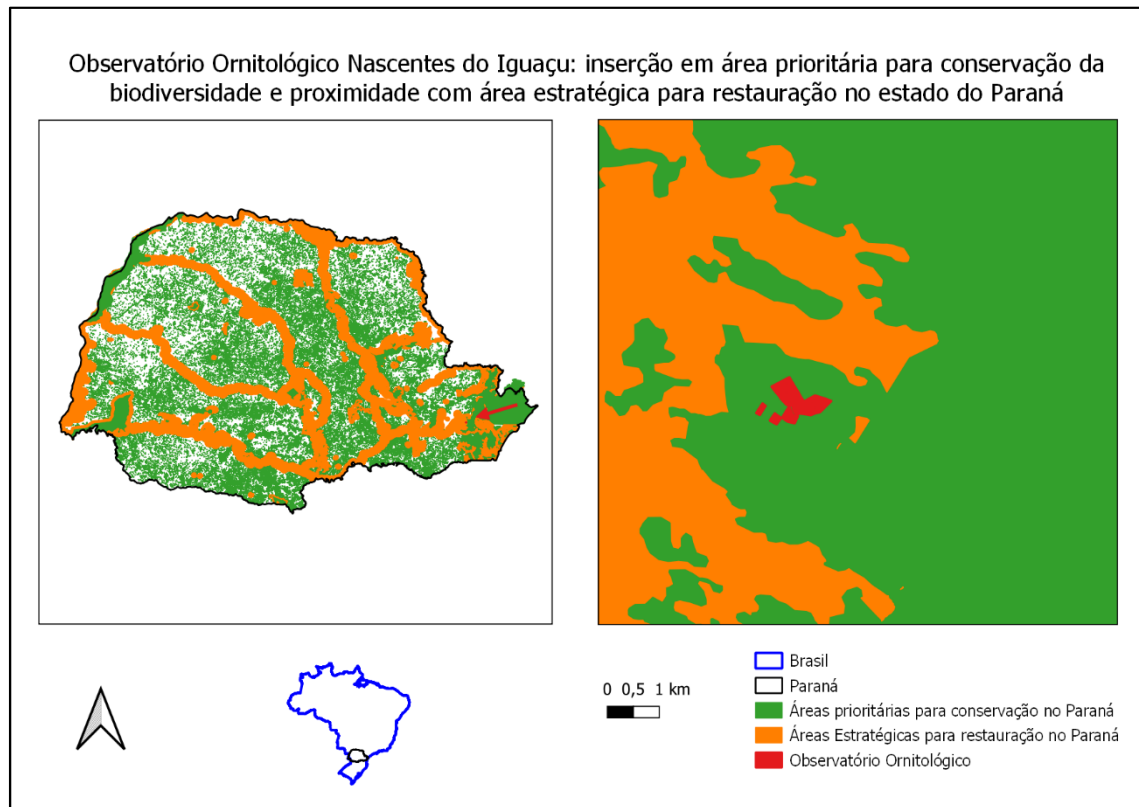 Observatório Ornitológico Nascentes do Iguaçu: inserção em área prioritária para conservação da
biodiversidade e proximidade com área estratégica para restauração no estado do Paraná
0 0,5 1 km
Brasil
Paraná
Áreas prioritárias para conservação no Paraná
Áreas Estratégicas para restauração no Paraná
Observatório Ornitológico